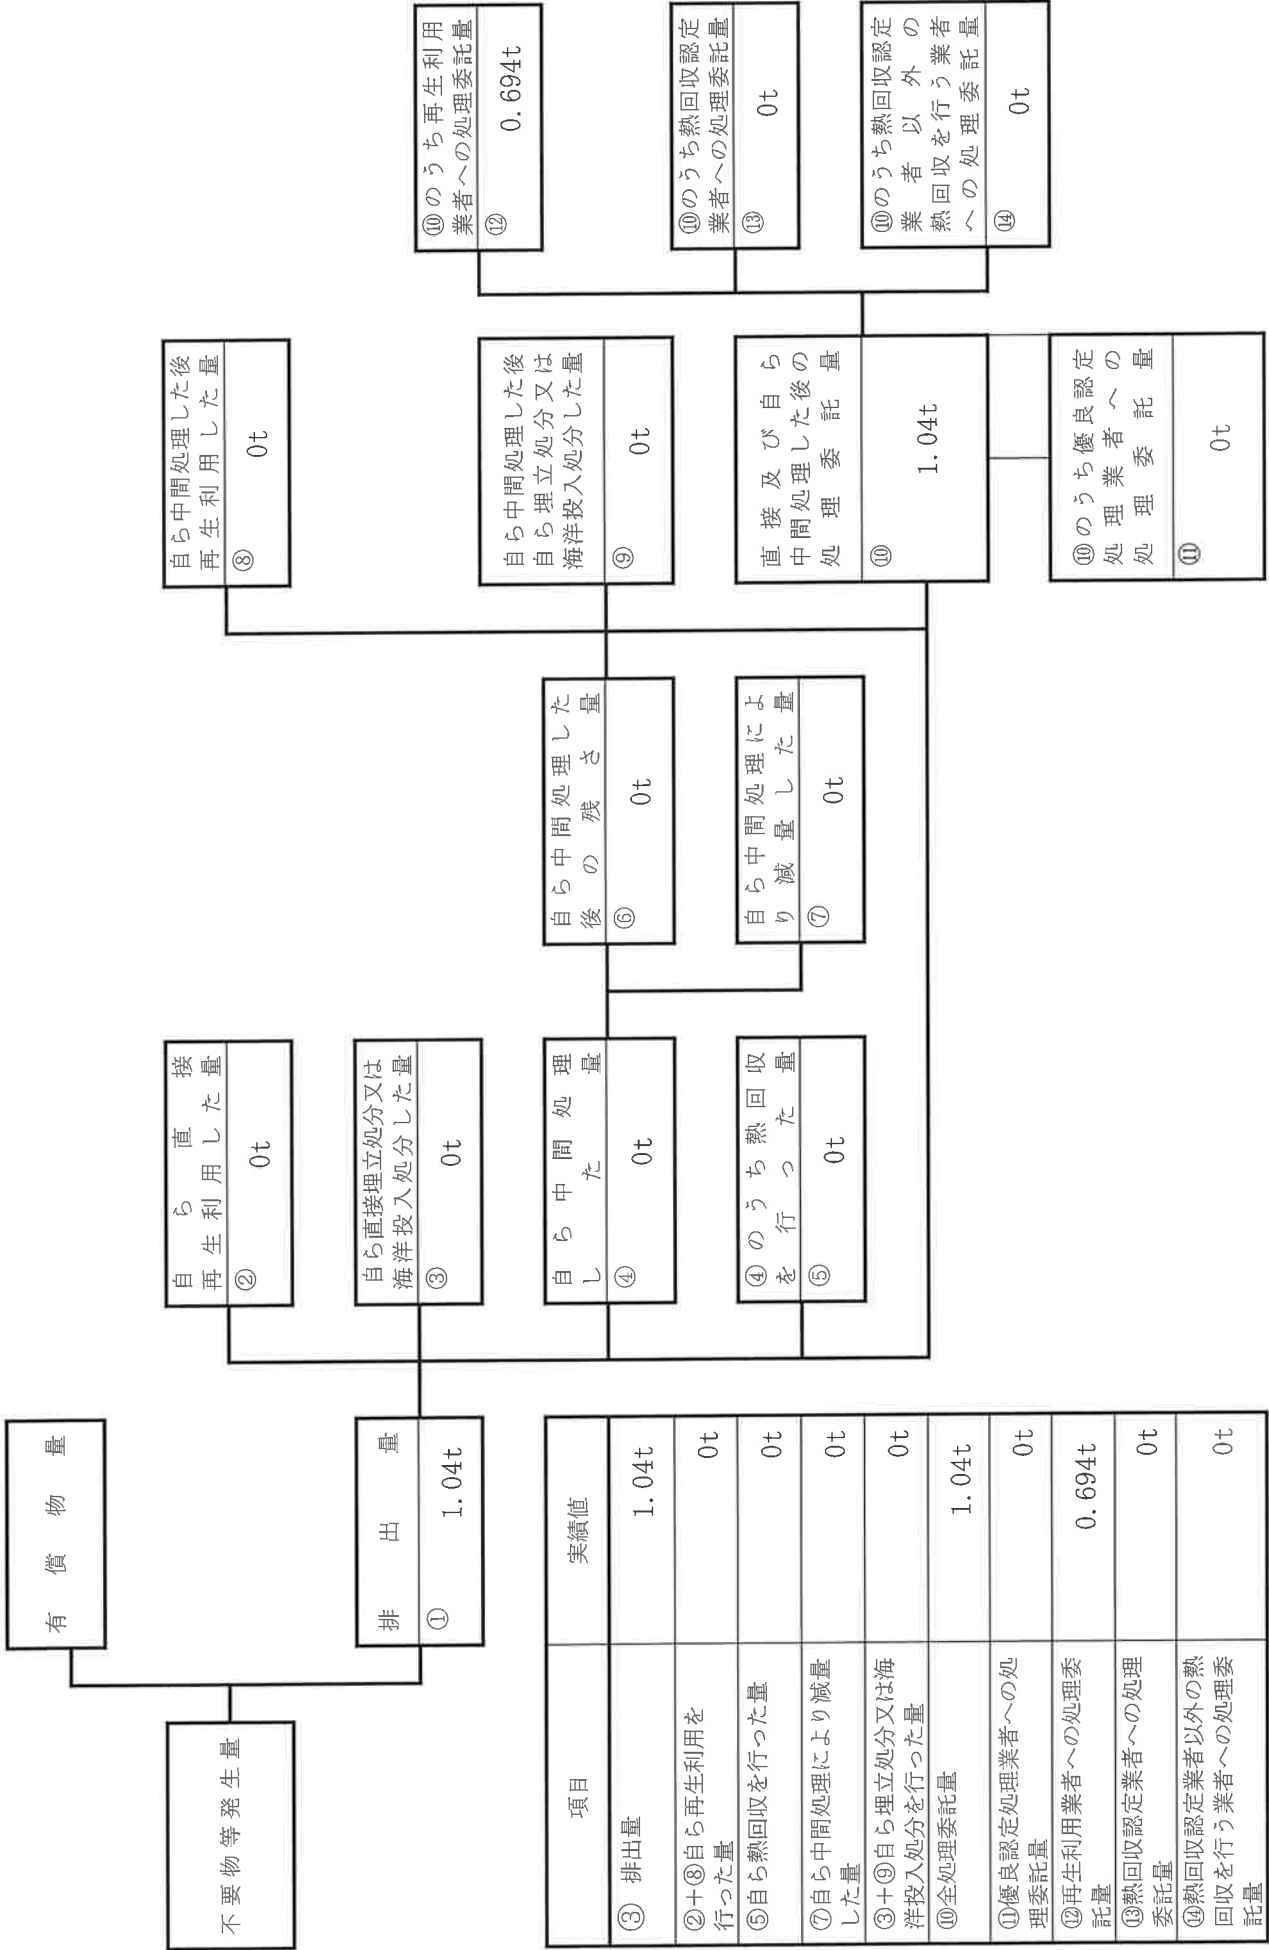 不要物等発生量
有償物量
排出量
① 1.04t
自ら直接
再生利用した量
② 0t
自ら直接埋立処分又は
海洋投入処分した量
③ 0t
自ら中間処理
した量
④ 0t
④のうち熱回収
を行った量
⑤ 0t
自ら中間処理した
後の残さ量
⑥ 0t
自ら中間処理によ
り減量した量
⑦ 0t
自ら中間処理した後
再生利用した量
⑧ 0t
自ら中間処理した後
自ら埋立処分又は
海洋投入処分した量
⑨ 0t
直接及び自ら
中間処理した後の
処理委託量
⑩ 1.04t
⑩のうち優良認定
処理業者への
処理委託量
⑪ 0t
⑩のうち再生利用
業者への処理委託量
⑫ 0.694t
⑩のうち熱回収認定
業者への処理委託量
⑬ 0t
⑩のうち熱回収認定
業者以外の
熱回収を行う業者
への処理委託量
⑭ 0t
項目 実績値
③ 排出量 1.04t
②+⑧自ら再生利用を
行った量 0t
⑤自ら熱回収を行った量 0t
⑦自ら中間処理により減量
した量 0t
③+⑨自ら埋立処分又は海
洋投入処分を行った量 0t
⑩全処理委託量 1.04t
⑪優良認定処理業者への処
理委託量 0t
⑫再生利用業者への処理委
託量 0.694t
⑬熱回収認定業者への処理
委託量 0t
⑭熱回収認定業者以外の熱
回収を行う業者への処理委
託量 0t